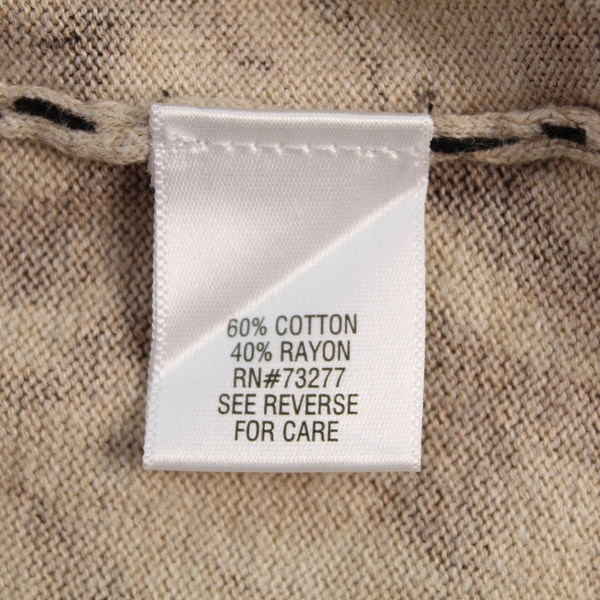 60% COTTON
40% RAYON
RN#73277
SEE REVERSE
FOR CARE